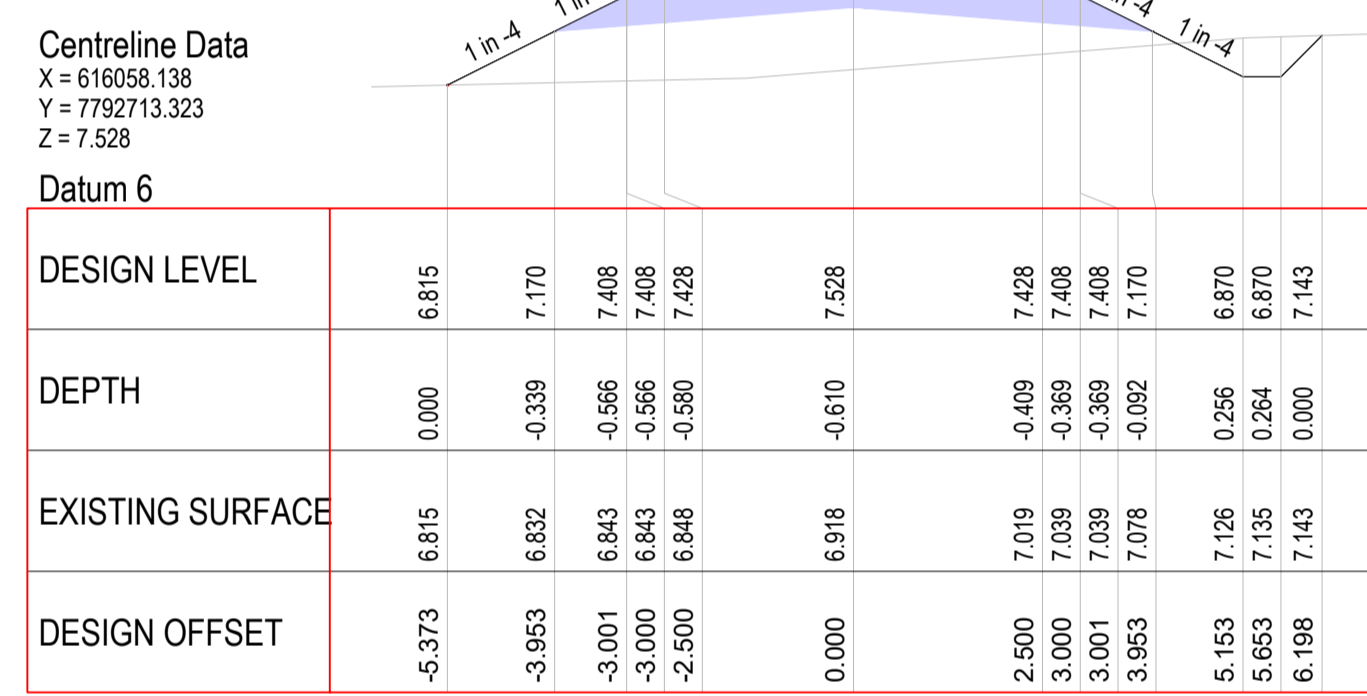 1 in
1 in -4
-4
1 in -4
Centreline Data
X = 616058.138
Y = 7792713.323
Z = 7.528
Datum 6
DESIGN LEVEL 6.815 7.170 7.408 7.408 7.428 7.528 7.428 7.408 7.408 7.170 6.870 6.870 7.143
DEPTH 0.000 -0.339 -0.566 -0.566 -0.580 -0.610 -0.409 -0.369 -0.369 -0.092 0.256 0.264 0.000
EXISTING SURFACE 6.815 6.832 6.843 6.843 6.848 6.918 7.019 7.039 7.039 7.078 7.126 7.135 7.143
DESIGN OFFSET -5.373 -3.953 -3.001 -3.000 -2.500 0.000 2.500 3.000 3.001 3.953 5.153 5.653 6.198